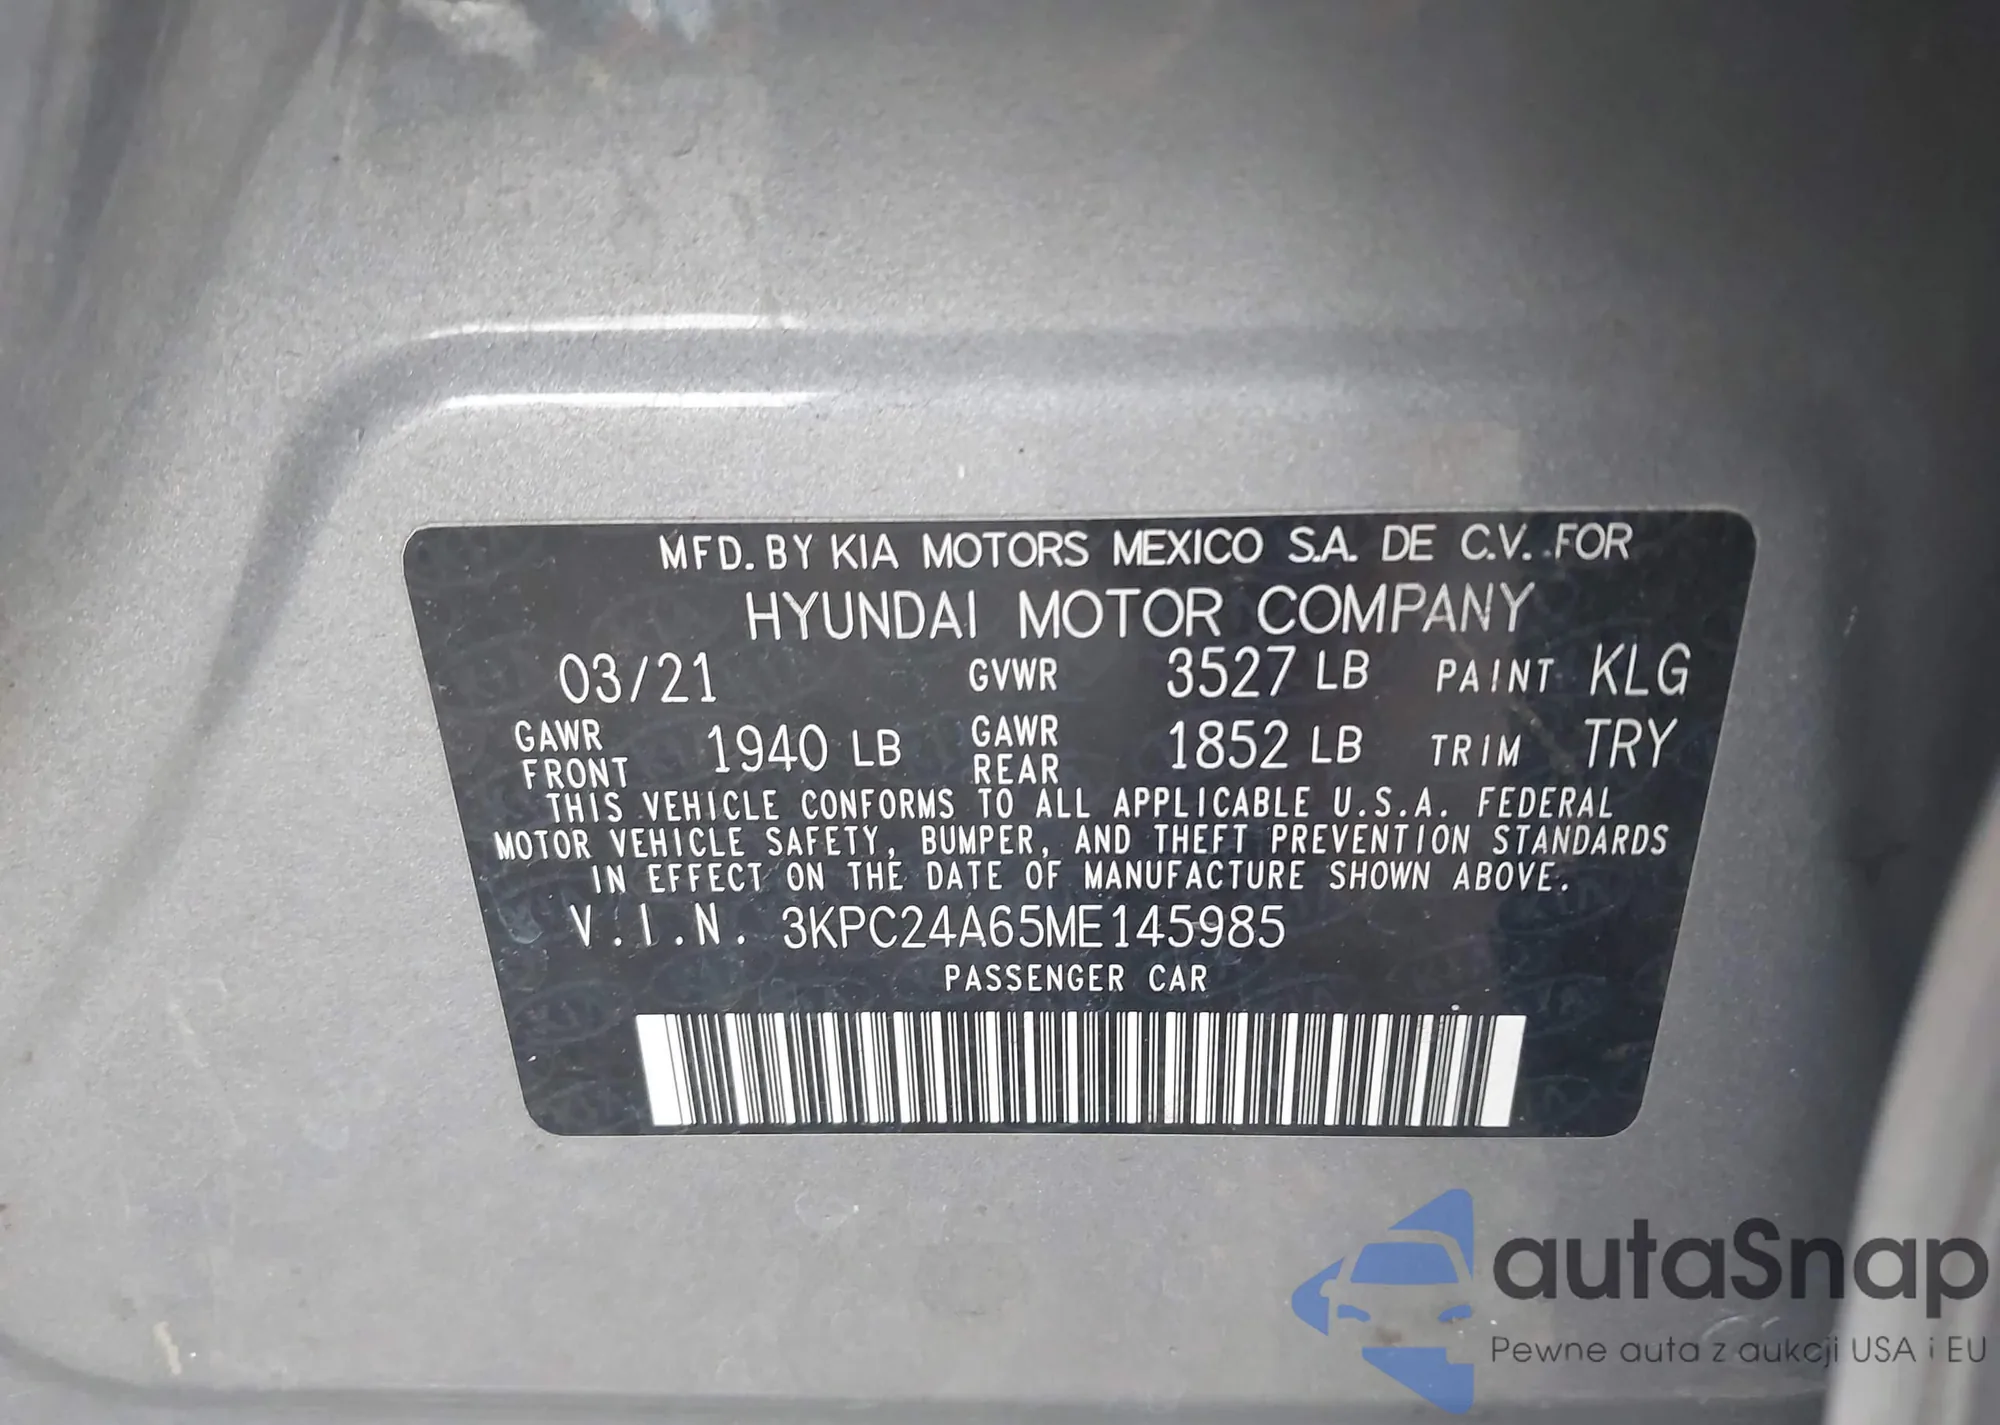 MFD. BY KIA MOTORS MEXICO S.A. DE C.V. FOR
HYUNDAI MOTOR COMPANY
03/21 GVWR 3527 LB PAINT KLG
GAWR FRONT 1940 LB GAWR REAR 1852 LB TRIM TRY
THIS VEHICLE CONFORMS TO ALL APPLICABLE U.S.A. FEDERAL
MOTOR VEHICLE SAFETY, BUMPER, AND THEFT PREVENTION STANDARDS
IN EFFECT ON THE DATE OF MANUFACTURE SHOWN ABOVE.
V.I.N. 3KPC24A65ME145985
PASSENGER CAR
autaSnap
Pewne auta z aukcji USA i EU